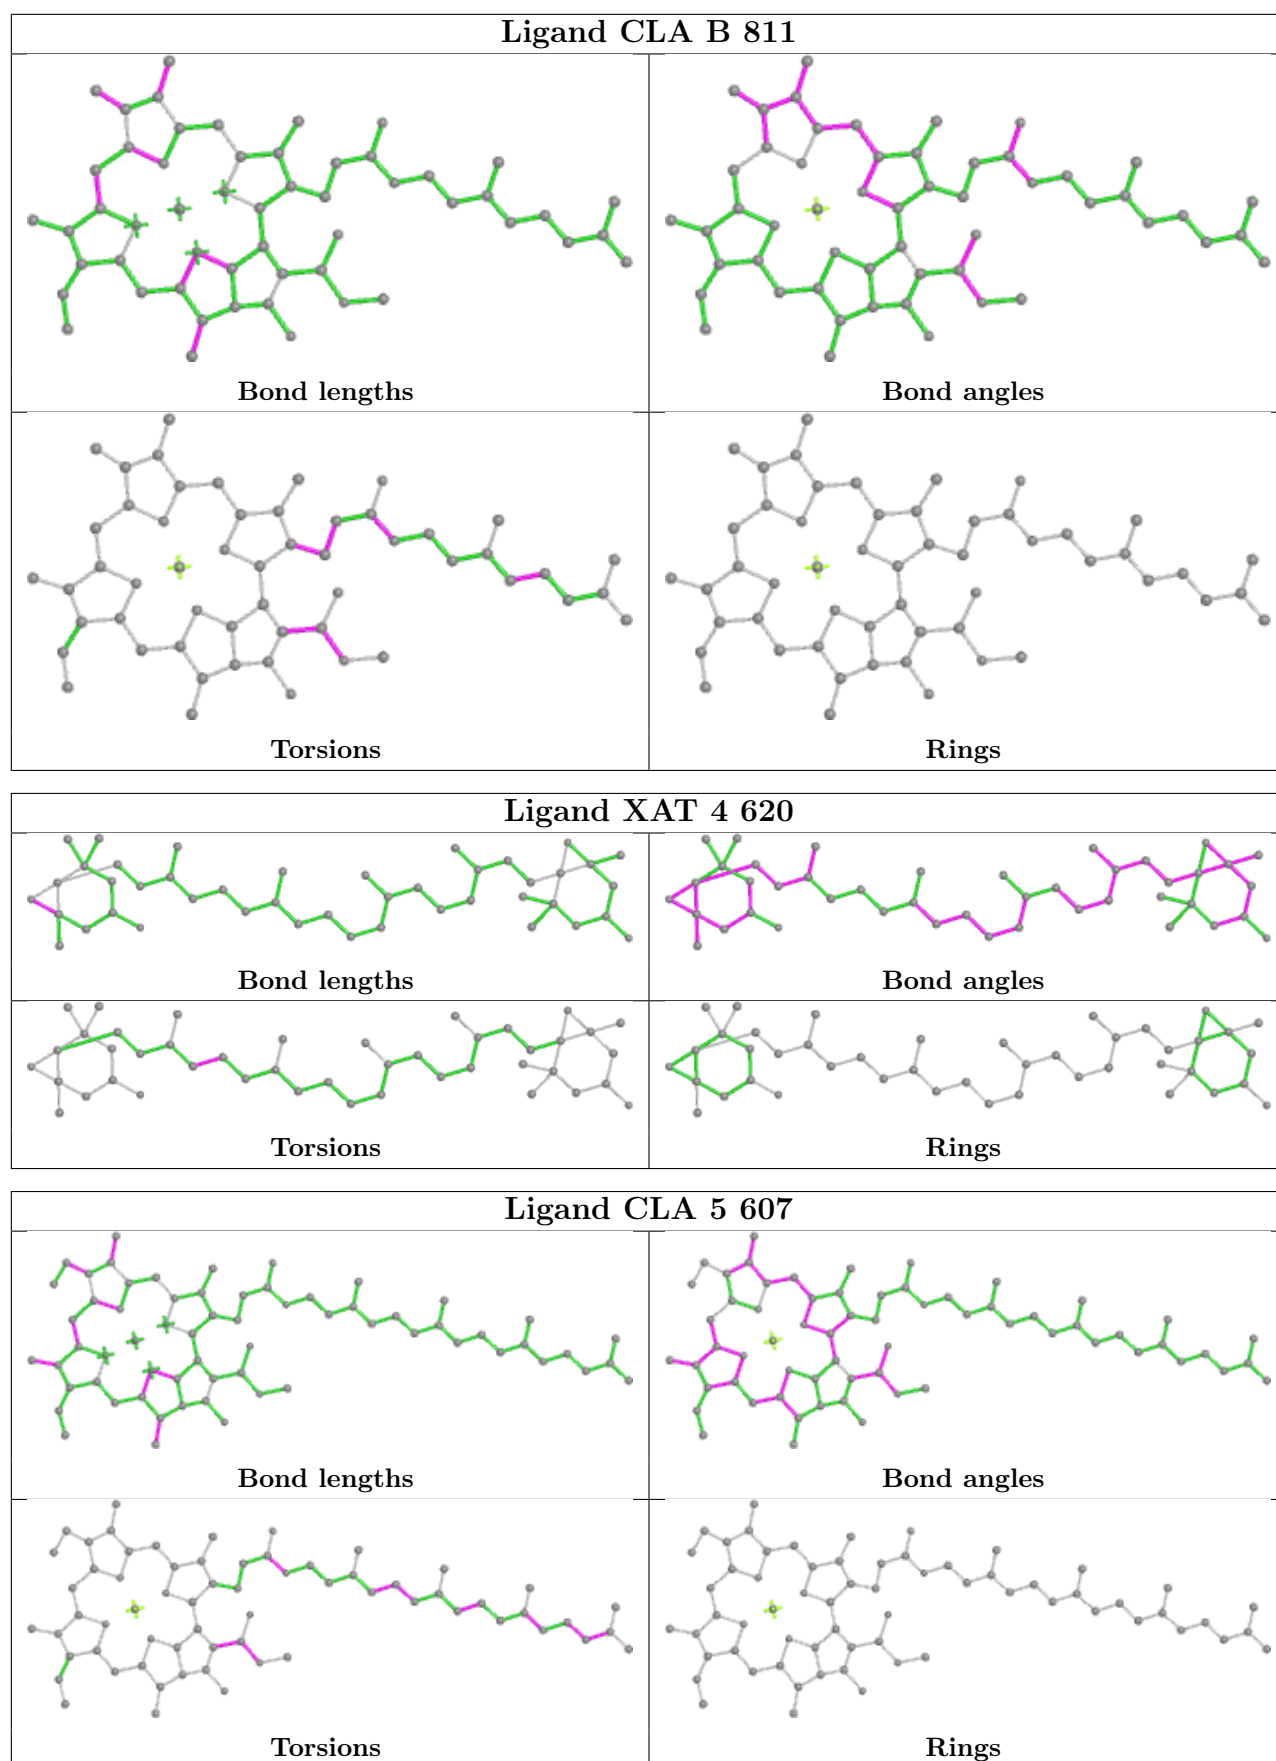 Ligand CLA B 811
Bond lengths
Bond angles
Torsions
Rings
Ligand XAT 4 620
Bond lengths
Bond angles
Torsions
Rings
Ligand CLA 5 607
Bond lengths
Bond angles
Torsions
Rings